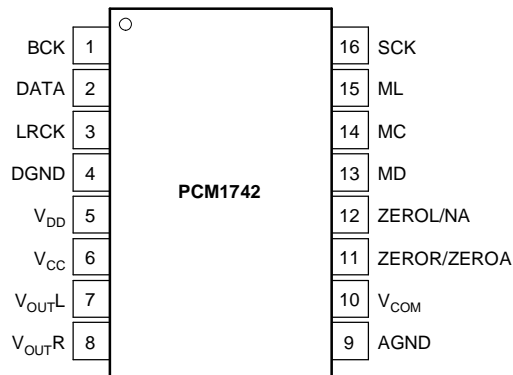 BCK 1 16 SCK
DATA 2 15 ML
LRCK 3 14 MC
DGND 4 13 MD
PCM1742
VDD 5 12 ZEROL/NA
VCC 6 11 ZEROR/ZEROA
VOUTL 7 10 VCOM
VOUTR 8 9 AGND